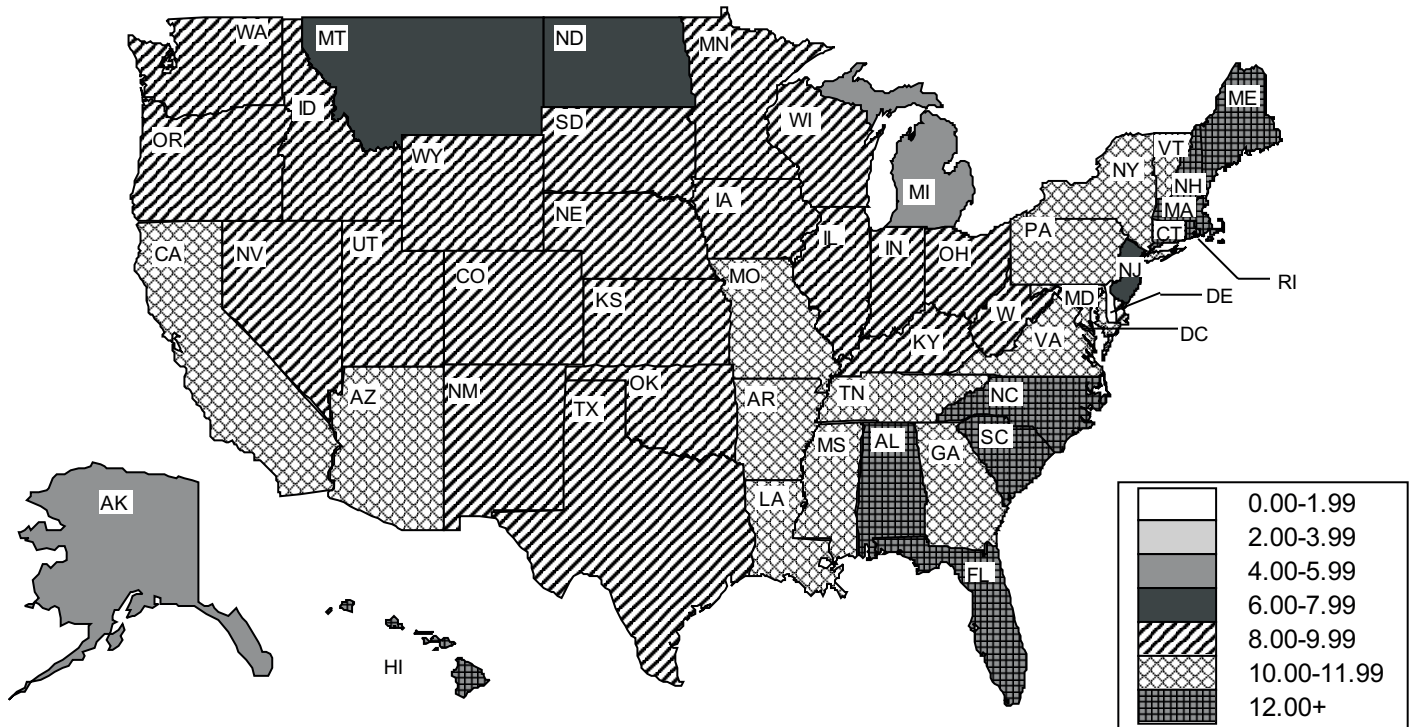 WA
MT
ND
MN
ID
OR
SD
WI
WY
MI
ME
VT
NY
NH
MA
CT
RI
PA
NJ
DE
DC
MD
IA
NE
IL
IN
OH
W
VA
CA
NV
UT
CO
KS
MO
KY
AZ
NM
OK
TX
AR
TN
NC
SC
MS
AL
GA
LA
FL
AK
HI
0.00-1.99
2.00-3.99
4.00-5.99
6.00-7.99
8.00-9.99
10.00-11.99
12.00+